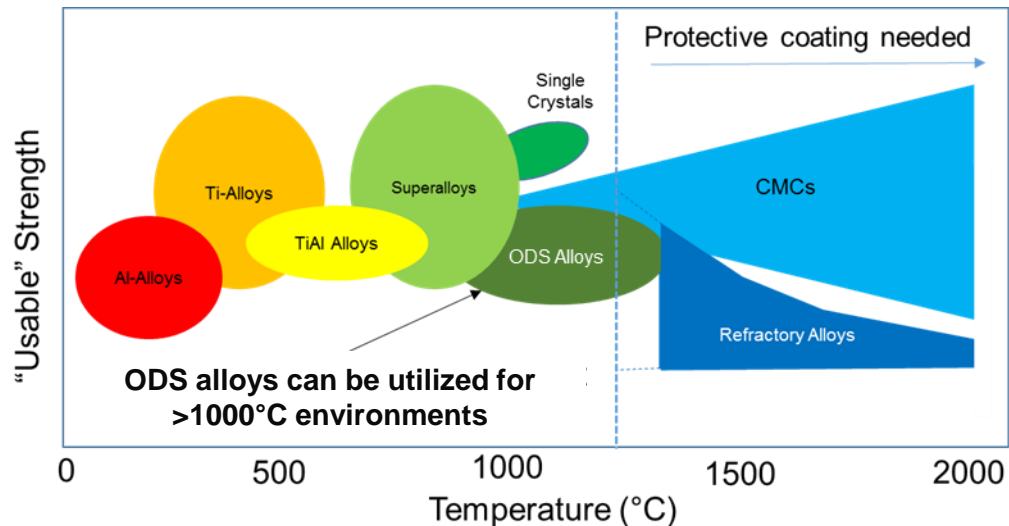 Protective coating needed
Single
Crystals
Ti-Alloys
Superalloys
CMCs
TiAl Alloys
ODS Alloys
Al-Alloys
Refractory Alloys
ODS alloys can be utilized for
>1000°C environments
"Usable" Strength
0 500 1000 1500 2000
Temperature (°C)